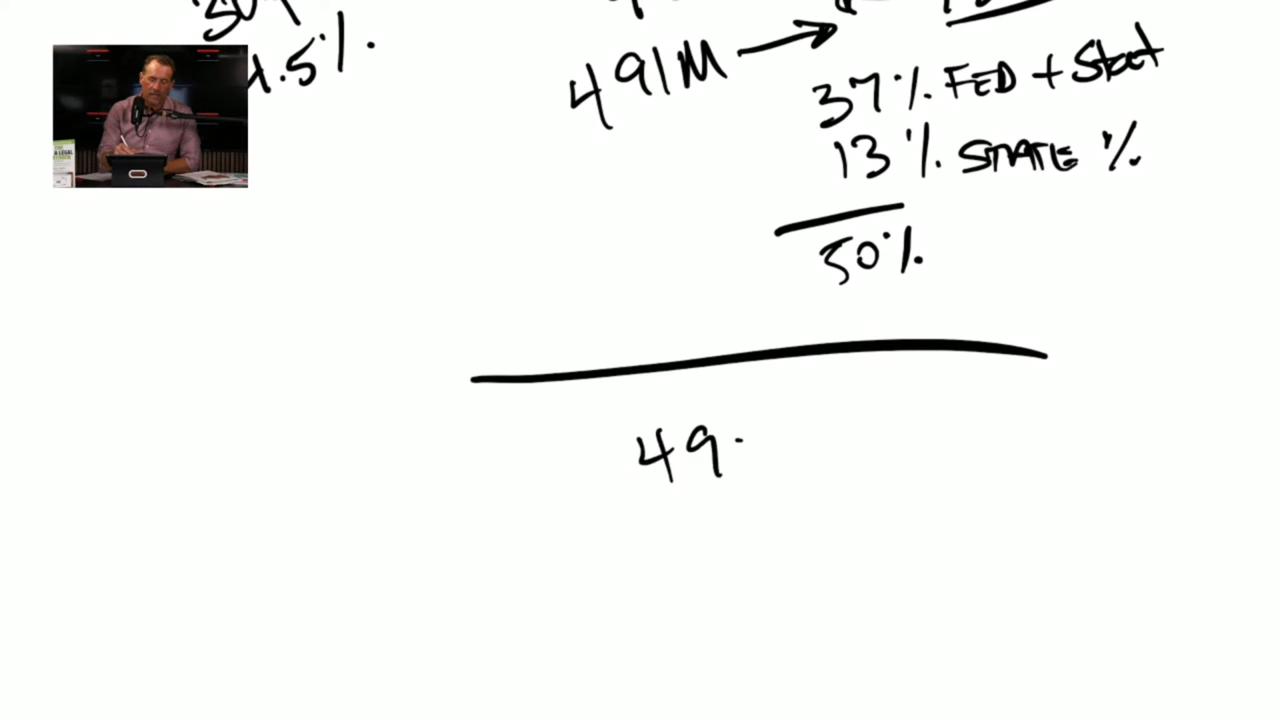 4.5%.
491M →
37% FED + Stat
13% STATE %
50%
49.